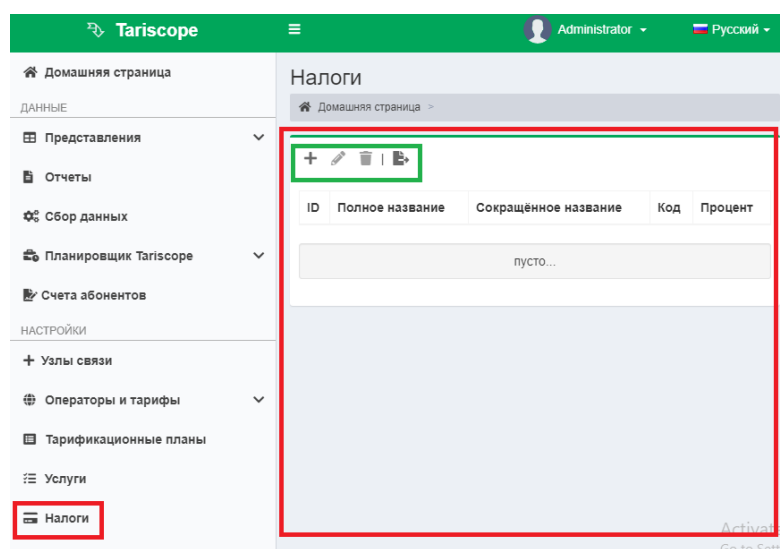 Tariscope
Administrator
Русский
Домашняя страница
ДАННЫЕ
Представления
Отчеты
Сбор данных
Планировщик Tariscope
Счета абонентов
НАСТРОЙКИ
Узлы связи
Операторы и тарифы
Тарификационные планы
Услуги
Налоги
Налоги
Домашняя страница >
ID Полное название Сокращённое название Код Процент
пусто...
Activate